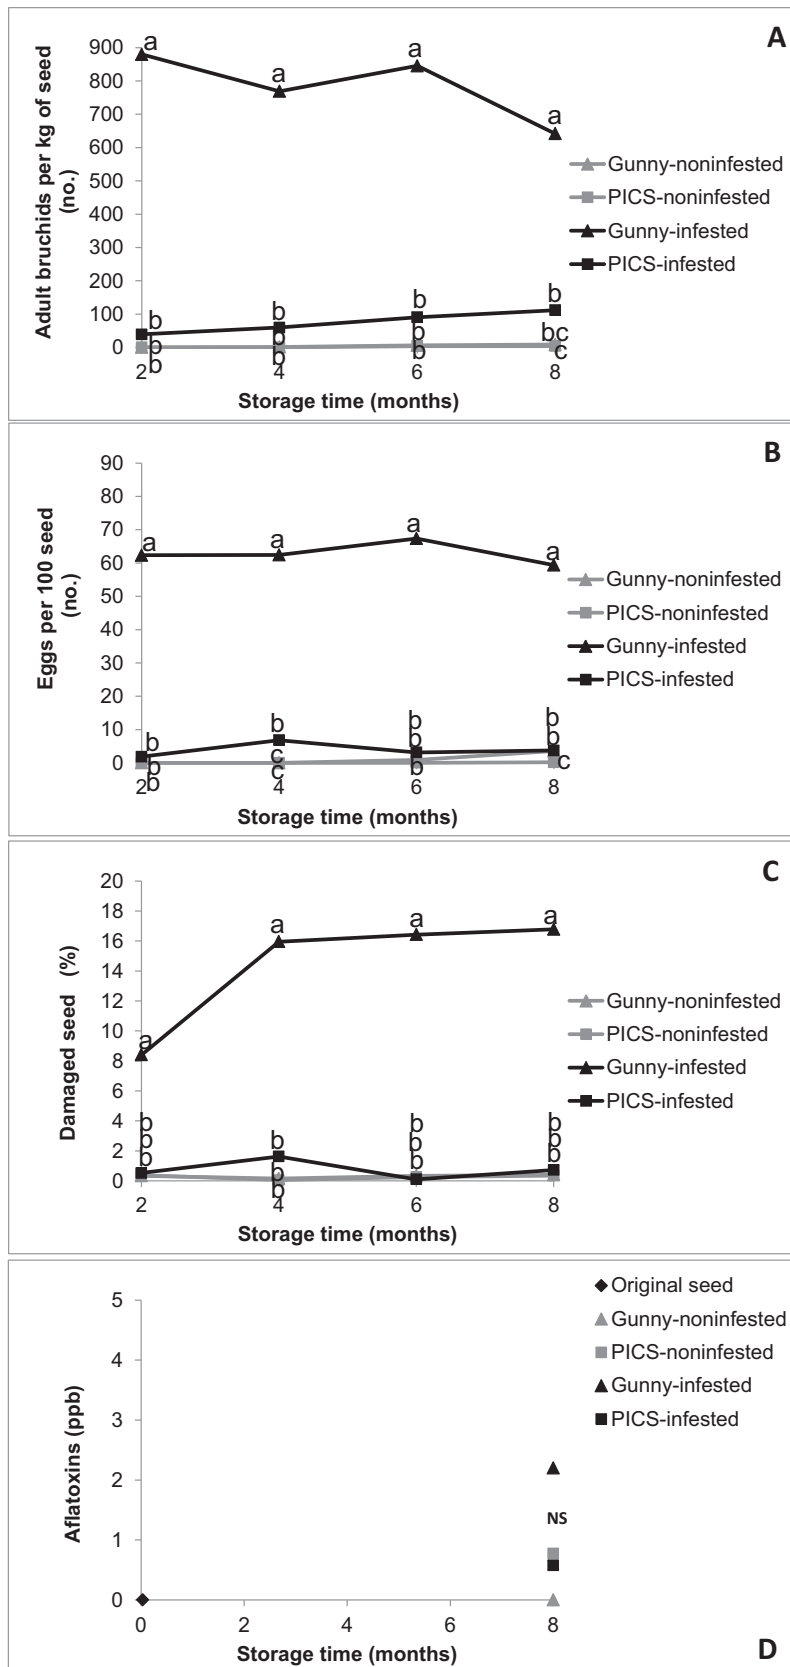 A
Adult bruchids per kg of seed
(no.)
900
800
700
600
500
400
300
200
100
0
a
a
a
a
b
b
b
b
b
b
b
bc
b
b
b
c
2
4
6
8
Storage time (months)
Gunny-noninfested
PICS-noninfested
Gunny-infested
PICS-infested
B
Eggs per 100 seed
(no.)
90
80
70
60
50
40
30
20
10
0
a
a
a
a
b
b
b
b
b
c
b
b
b
c
b
c
2
4
6
8
Storage time (months)
Gunny-noninfested
PICS-noninfested
Gunny-infested
PICS-infested
C
Damaged seed (%)
20
18
16
14
12
10
8
6
4
2
0
a
a
a
a
b
b
b
b
b
b
b
b
b
b
b
b
2
4
6
8
Storage time (months)
Gunny-noninfested
PICS-noninfested
Gunny-infested
PICS-infested
Aflatoxins (ppb)
5
4
3
2
1
0
NS
0
2
4
6
8
Storage time (months)
Original seed
Gunny-noninfested
PICS-noninfested
Gunny-infested
PICS-infested
D